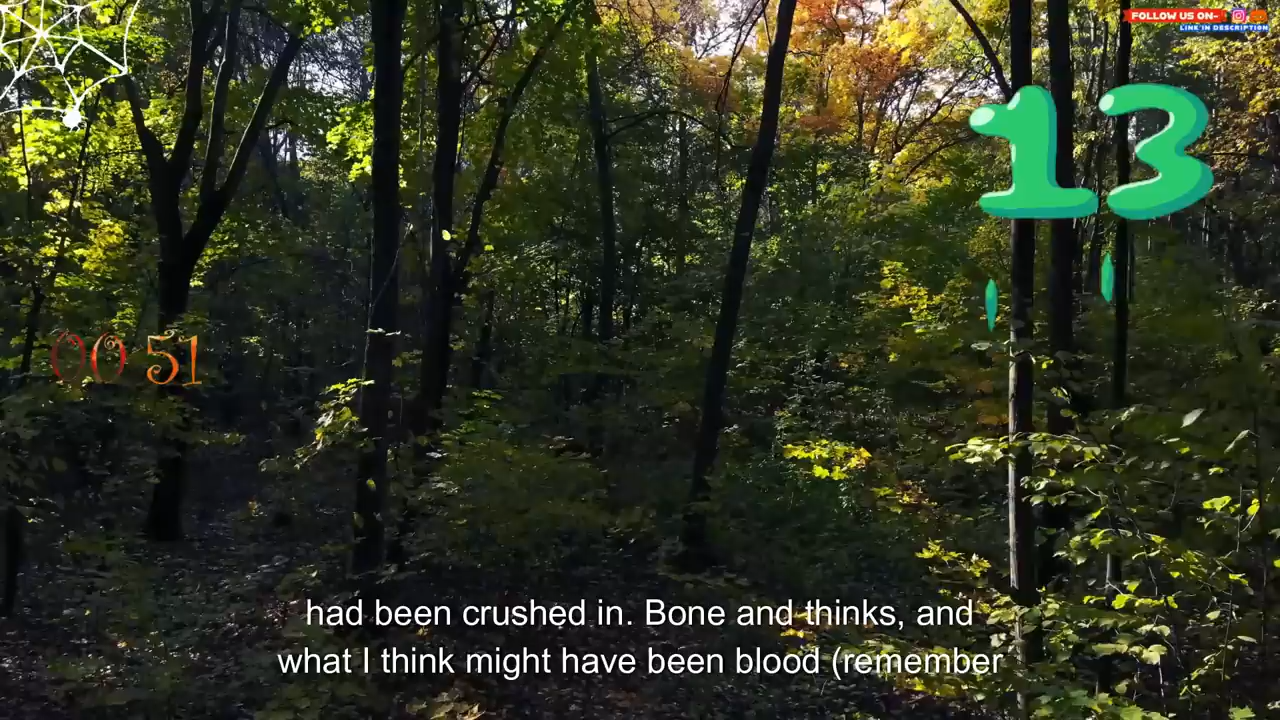 FOLLOW US ON-
LINK IN DESCRIPTION
13
00 51
had been crushed in. Bone and thinks, and
what I think might have been blood (remember